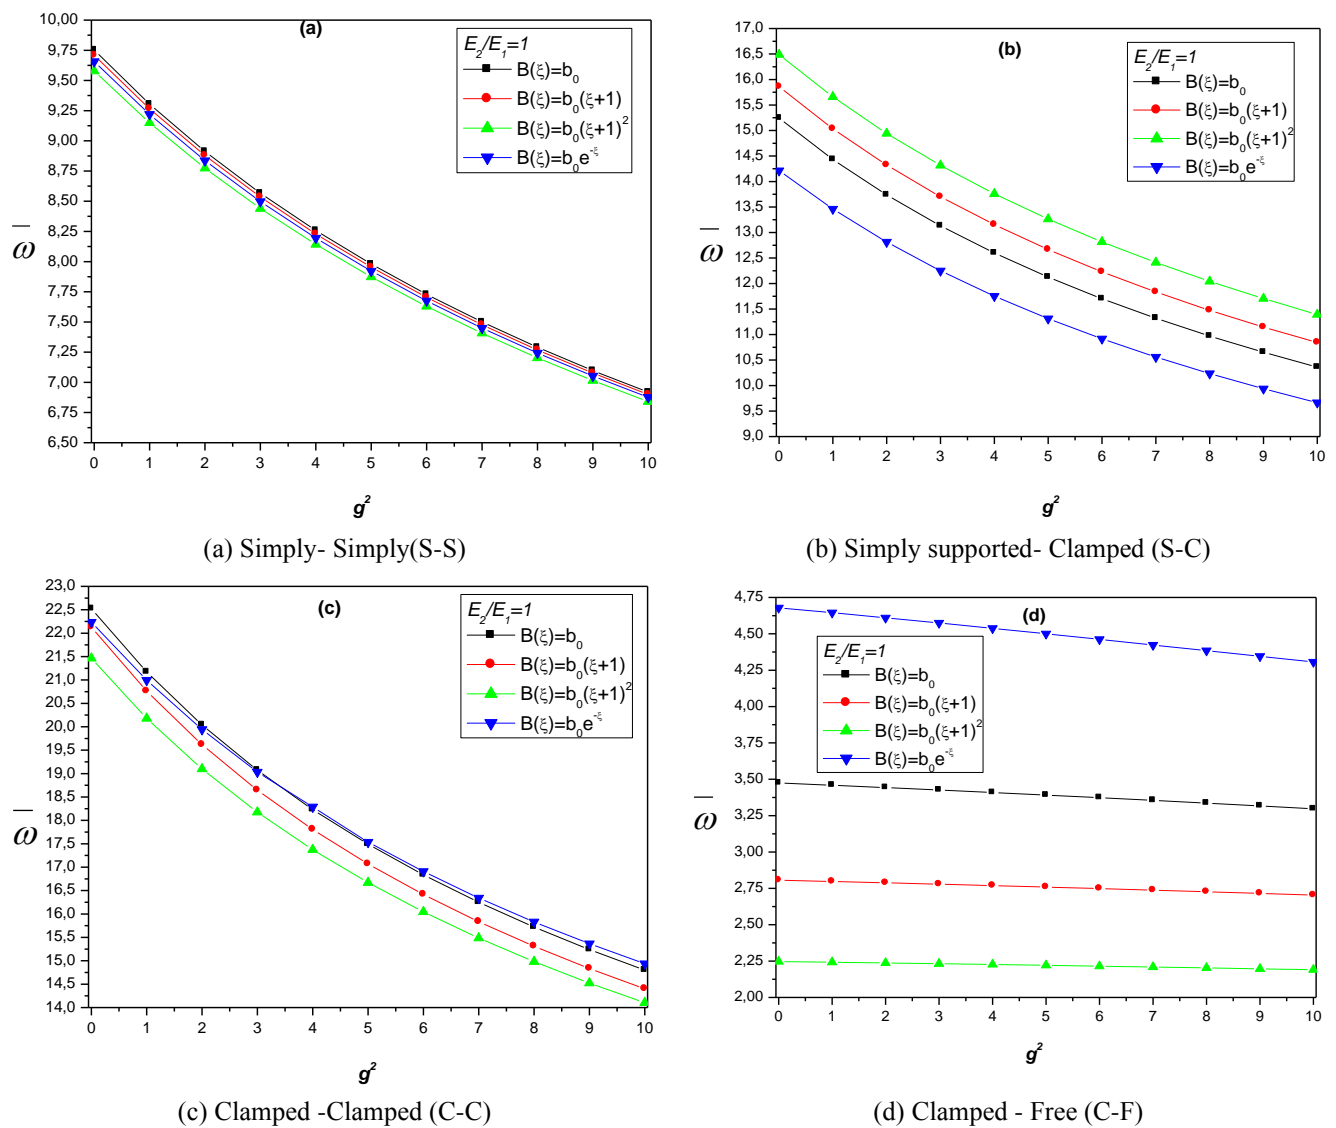 (a)
10,00
9,75
9,50
9,25
9,00
8,75
8,50
8,25
8,00
7,75
7,50
7,25
7,00
6,75
6,50
ω̅
E₂/E₁=1
B(ξ)=b₀
B(ξ)=b₀(ξ+1)
B(ξ)=b₀(ξ+1)²
B(ξ)=b₀e^-ξ
0 1 2 3 4 5 6 7 8 9 10
g²
(a) Simply- Simply(S-S)
(b)
17,0
16,5
16,0
15,5
15,0
14,5
14,0
13,5
13,0
12,5
12,0
11,5
11,0
10,5
10,0
9,5
9,0
ω̅
E₂/E₁=1
B(ξ)=b₀
B(ξ)=b₀(ξ+1)
B(ξ)=b₀(ξ+1)²
B(ξ)=b₀e^-ξ
0 1 2 3 4 5 6 7 8 9 10
g²
(b) Simply supported- Clamped (S-C)
(c)
23,0
22,5
22,0
21,5
21,0
20,5
20,0
19,5
19,0
18,5
18,0
17,5
17,0
16,5
16,0
15,5
15,0
14,5
14,0
ω̅
E₂/E₁=1
B(ξ)=b₀
B(ξ)=b₀(ξ+1)
B(ξ)=b₀(ξ+1)²
B(ξ)=b₀e^-ξ
0 1 2 3 4 5 6 7 8 9 10
g²
(c) Clamped -Clamped (C-C)
(d)
4,75
4,50
4,25
4,00
3,75
3,50
3,25
3,00
2,75
2,50
2,25
2,00
ω̅
E₂/E₁=1
B(ξ)=b₀
B(ξ)=b₀(ξ+1)
B(ξ)=b₀(ξ+1)²
B(ξ)=b₀e^-ξ
0 1 2 3 4 5 6 7 8 9 10
g²
(d) Clamped - Free (C-F)